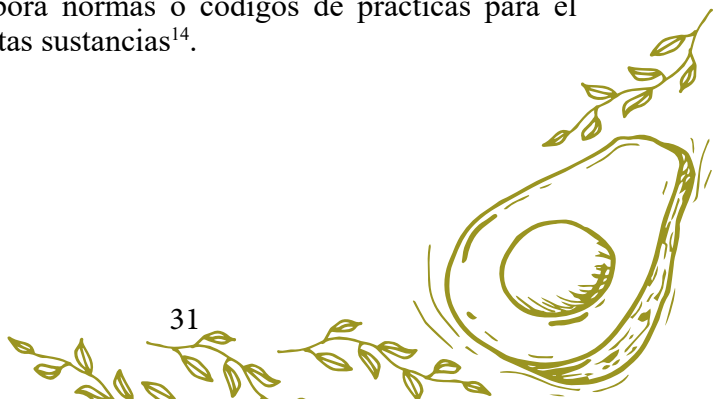 bora normas o códigos de prácticas para el
tas sustancias¹⁴.
31